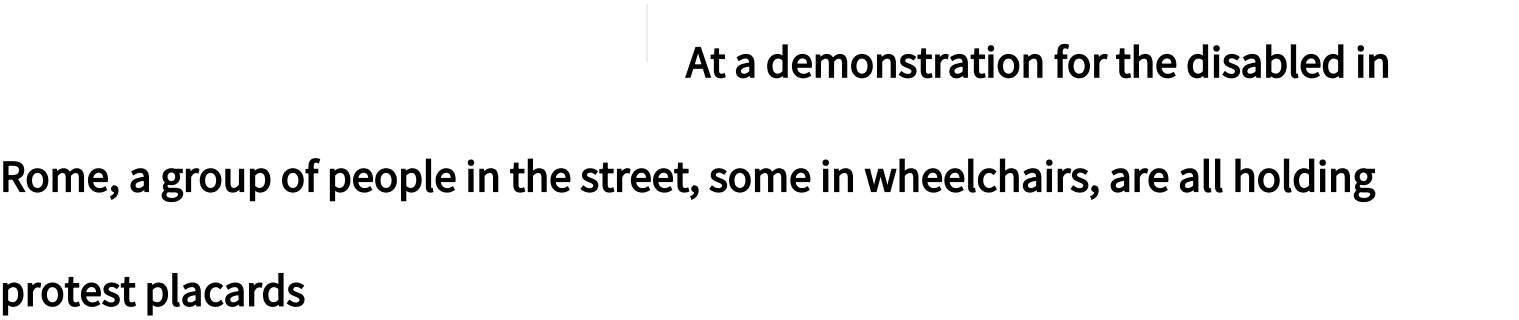 At a demonstration for the disabled in
Rome, a group of people in the street, some in wheelchairs, are all holding
protest placards